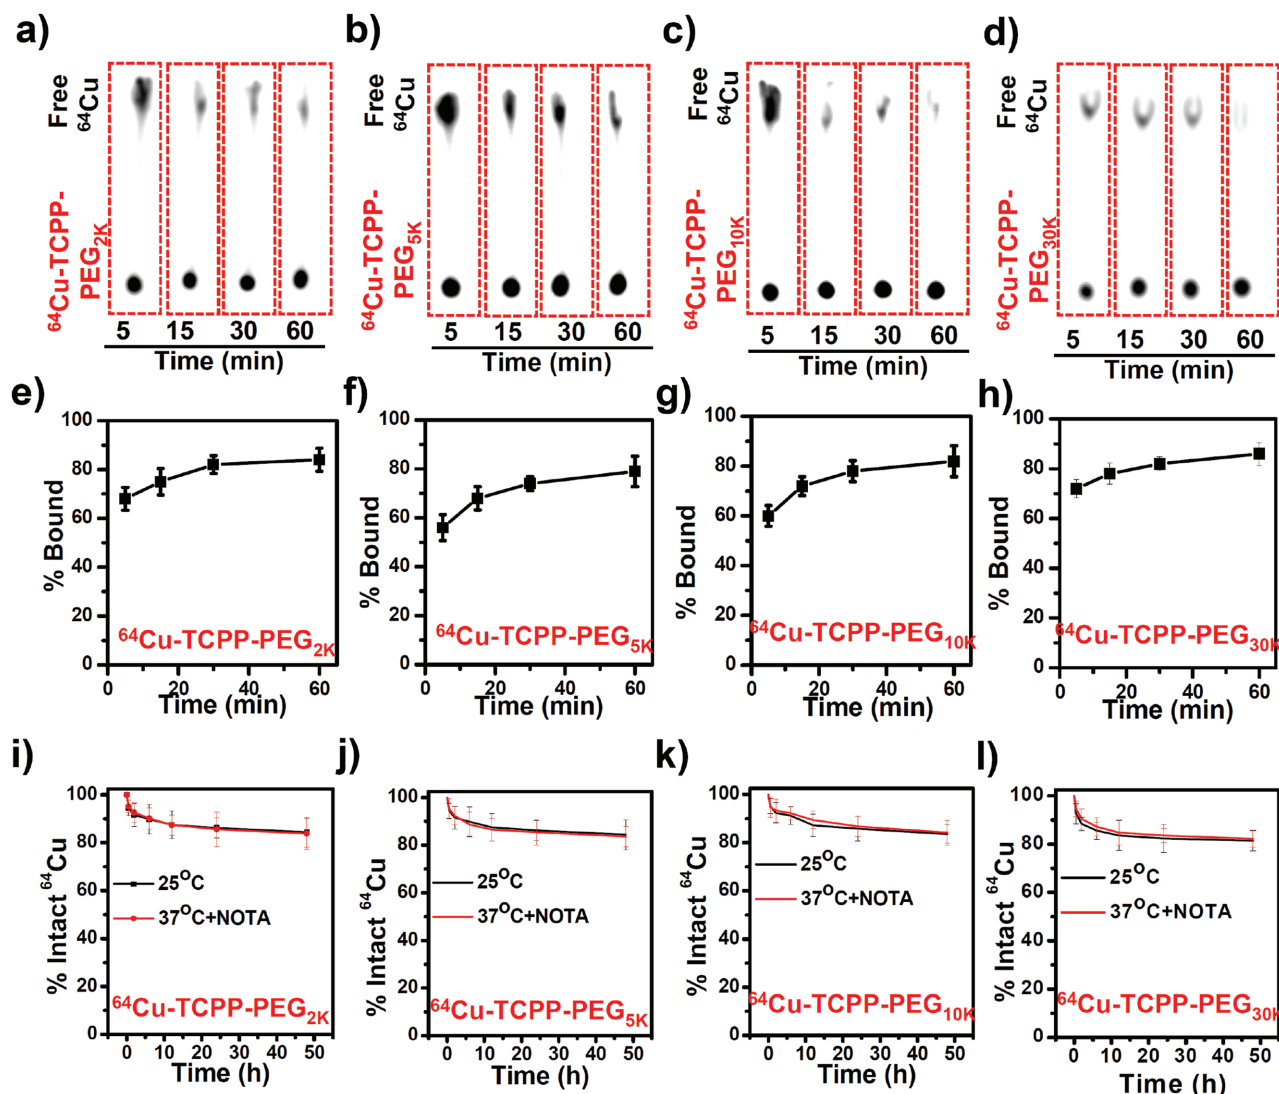 a)
Free
64Cu
64Cu-TCPP-
PEG2K
5 15 30 60
Time (min)
b)
Free
64Cu
64Cu-TCPP-
PEG5K
5 15 30 60
Time (min)
c)
Free
64Cu
64Cu-TCPP-
PEG10K
5 15 30 60
Time (min)
d)
Free
64Cu
64Cu-TCPP-
PEG30K
5 15 30 60
Time (min)
e)
% Bound
100
80
60
40
20
0
64Cu-TCPP-PEG2K
0 20 40 60
Time (min)
f)
% Bound
100
80
60
40
20
0
64Cu-TCPP-PEG5K
0 20 40 60
Time (min)
g)
% Bound
100
80
60
40
20
0
64Cu-TCPP-PEG10K
0 20 40 60
Time (min)
h)
% Bound
100
80
60
40
20
0
64Cu-TCPP-PEG30K
0 20 40 60
Time (min)
i)
% Intact 64Cu
100
80
60
40
20
0
25OC
37OC+NOTA
64Cu-TCPP-PEG2K
0 10 20 30 40 50
Time (h)
j)
% Intact 64Cu
100
80
60
40
20
0
25OC
37OC+NOTA
64Cu-TCPP-PEG5K
0 10 20 30 40 50
Time (h)
k)
% Intact 64Cu
100
80
60
40
20
0
25OC
37OC+NOTA
64Cu-TCPP-PEG10K
0 10 20 30 40 50
Time (h)
l)
% Intact 64Cu
100
80
60
40
20
0
25OC
37OC+NOTA
64Cu-TCPP-PEG30K
0 10 20 30 40 50
Time (h)